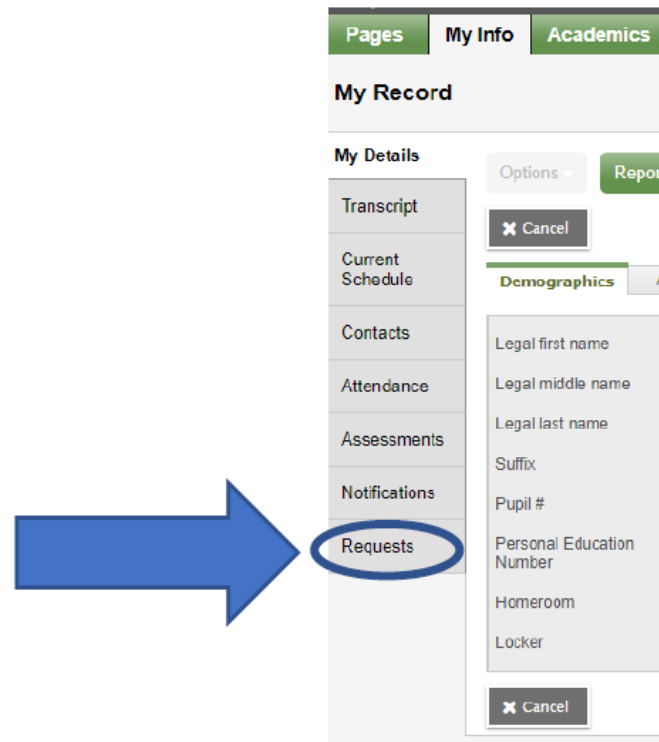 Pages My Info Academics
My Record
My Details
Transcript
Current
Schedule
Contacts
Attendance
Assessments
Notifications
Requests
Options Repor
Cancel
Demographics A
Legal first name
Legal middle name
Legal last name
Suffix
Pupil #
Personal Education
Number
Homeroom
Locker
Cancel